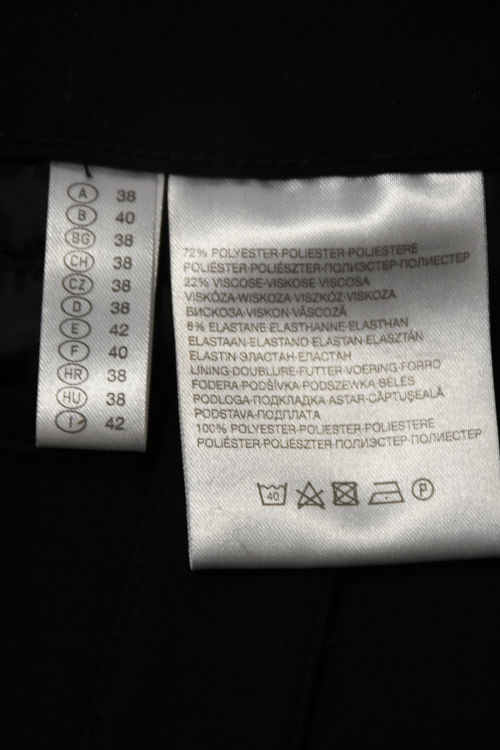 A 38
B 40
BG 38
CH 38
CZ 38
D 38
E 42
F 40
HR 38
HU 38
I 42
72% POLYESTER·POLIESTER·POLIESTERE
POLIÉSTER·POLIÉSZTER·ПОЛИЭСТЕР·ПОЛИЕСТЕР
22% VISCOSE·VISKOSE·VISCOSA
VISKÓZA·WISKOZA·VISZKÓZ·VISKOZA
ВИСКОЗА·VISKON·VÂSCOZĂ
6% ELASTANE·ELASTHANNE·ELASTHAN
ELASTAAN·ELASTANO·ELASTAN·ELASZTÁN
ELASTIN·ЭЛАСТАН·ЕЛАСТАН
LINING·DOUBLURE·FUTTER·VOERING·FORRO
FODERA·PODŠÍVKA·PODSZEWKA·BÉLÉS
PODLOGA·ПОДКЛАДКА·ASTAR·CĂPTUŞEALĂ
PODSTAVA·ПОДПЛАТА
100% POLYESTER·POLIESTER·POLIESTERE
POLIÉSTER·POLIÉSZTER·ПОЛИЭСТЕР·ПОЛИЕСТЕР
40 P